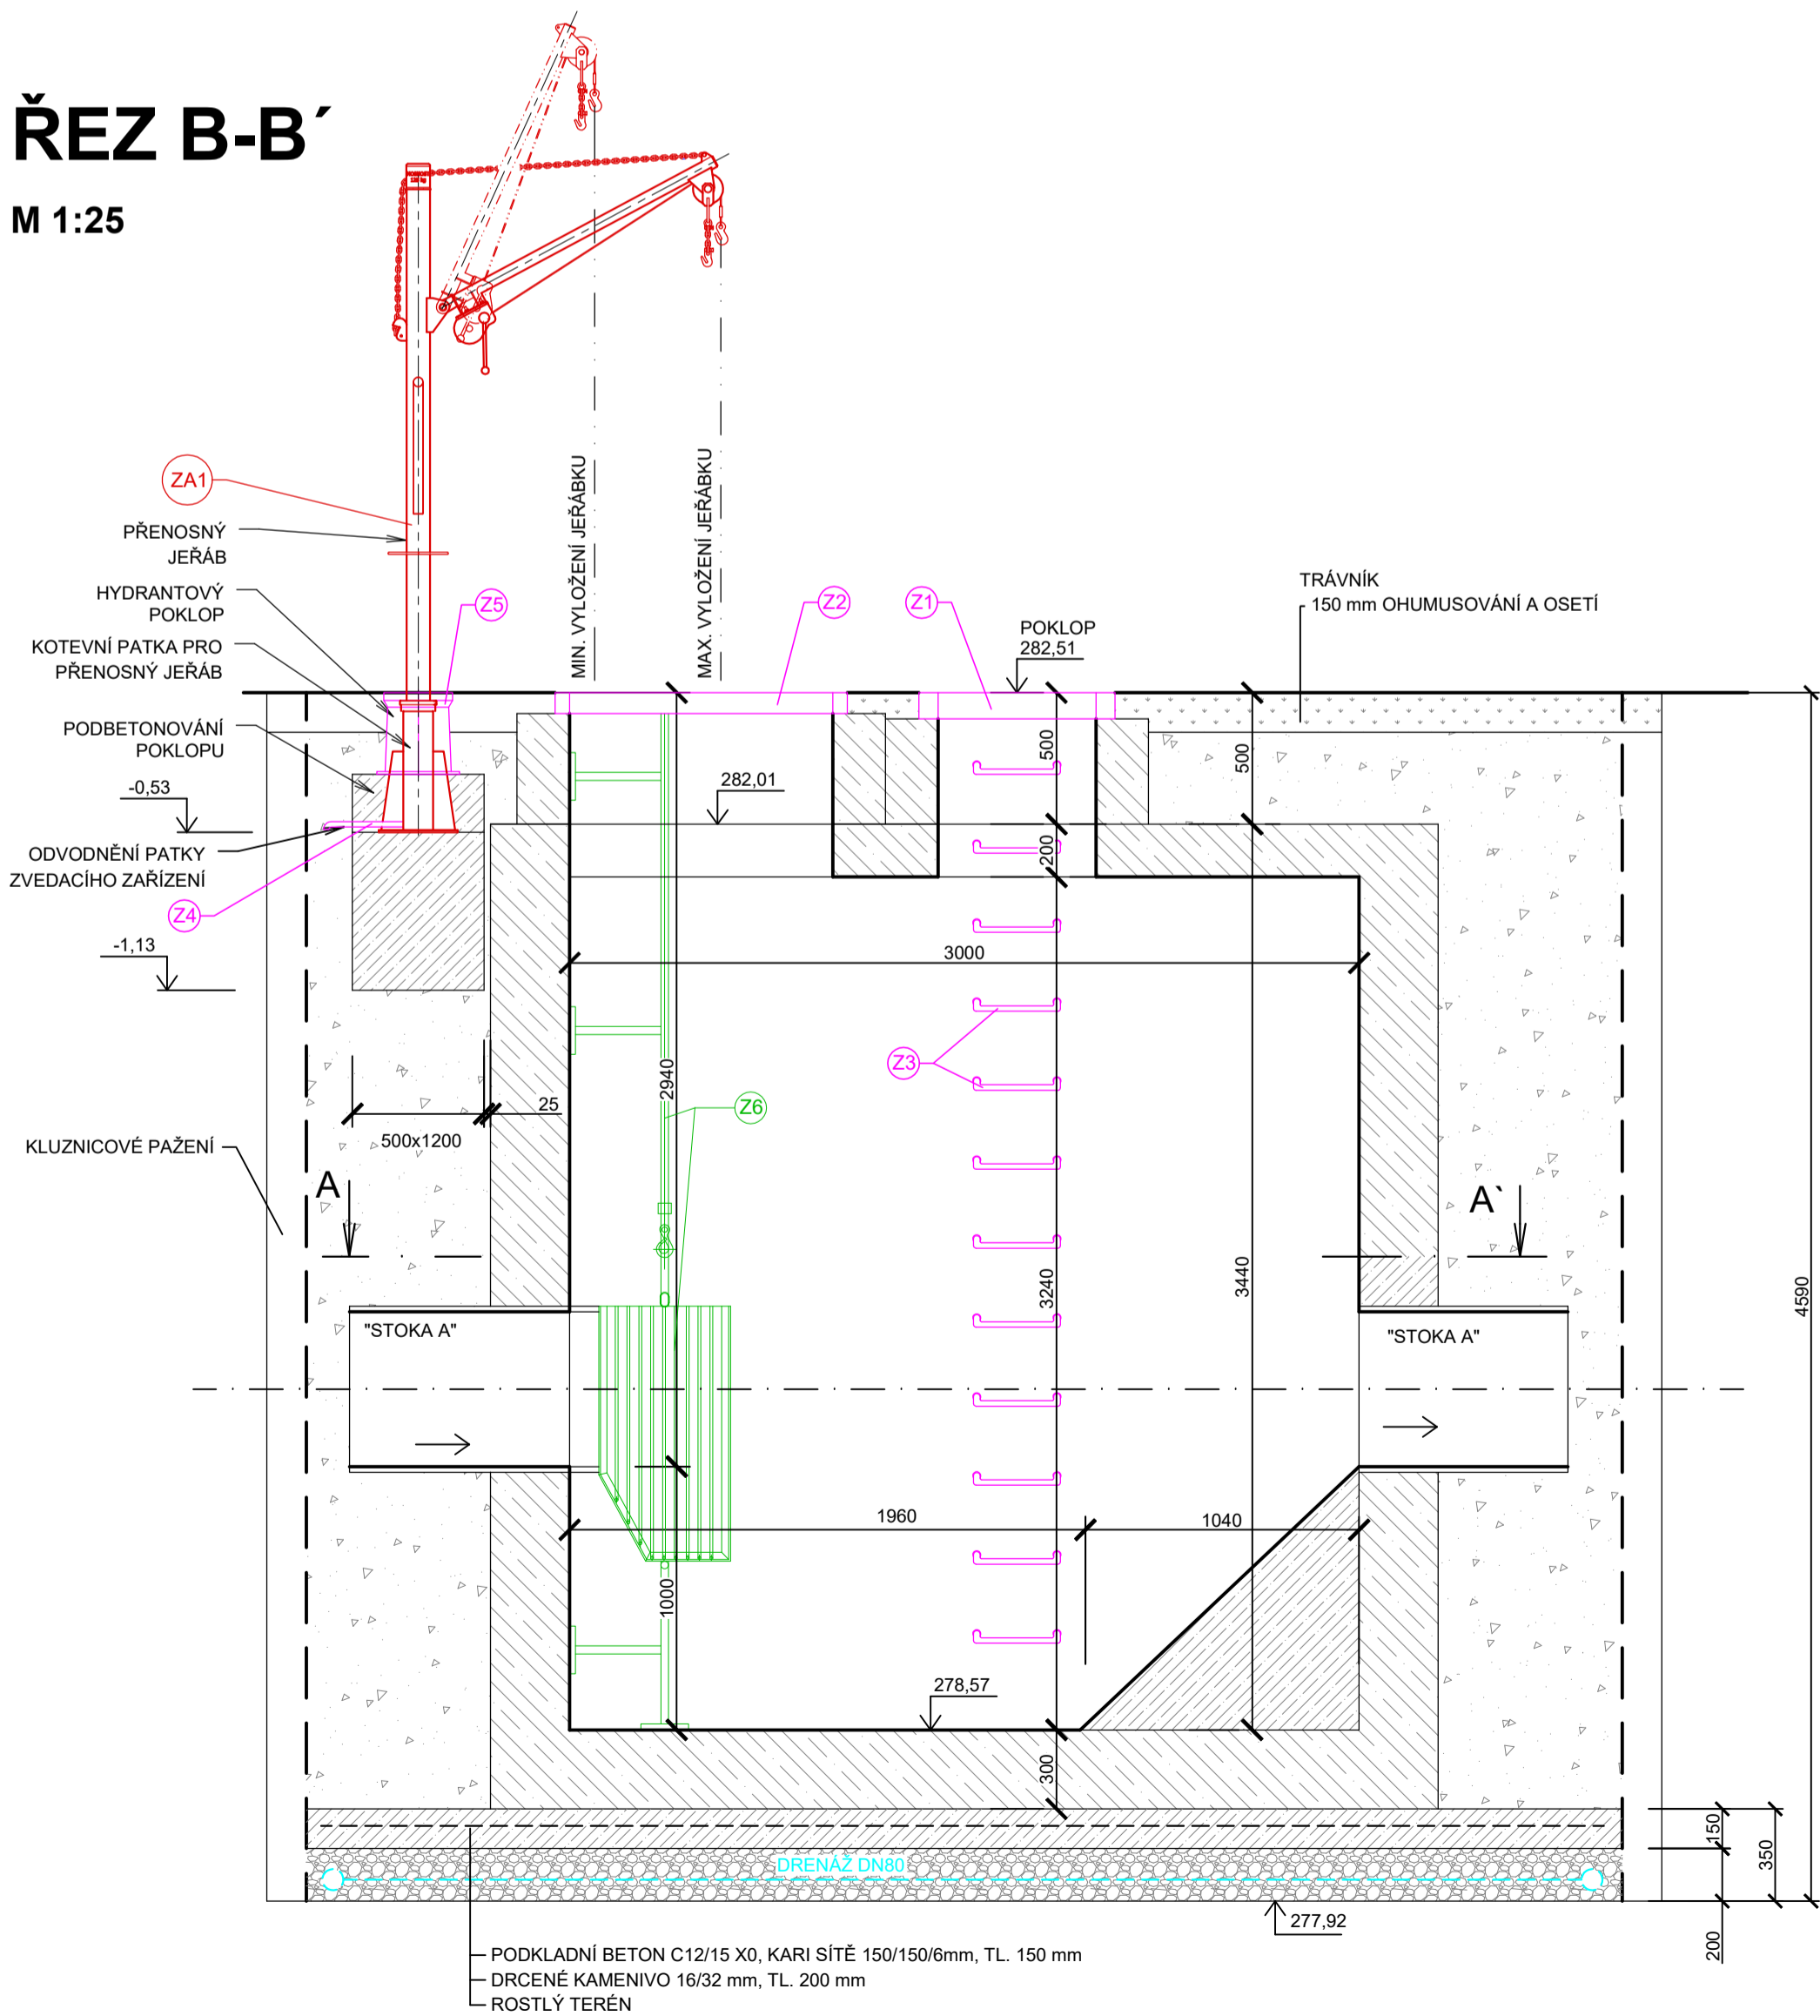 ŘEZ B-B´
M 1:25
MIN. VYLOŽENÍ JEŘÁBKU
MAX. VYLOŽENÍ JEŘÁBKU
ZA1
PŘENOSNÝ
JEŘÁB
HYDRANTOVÝ
POKLOP
KOTEVNÍ PATKA PRO
PŘENOSNÝ JEŘÁB
PODBETONOVÁNÍ
POKLOPU
-0,53
ODVODNĚNÍ PATKY
ZVEDACÍHO ZAŘÍZENÍ
Z4
-1,13
Z5
Z2
Z1
POKLOP
282,51
TRÁVNÍK
150 mm OHUMUSOVÁNÍ A OSETÍ
282,01
500
500
200
3000
Z3
2940
Z6
25
500x1200
KLUZNICOVÉ PAŽENÍ
A
A`
3240
3440
4590
"STOKA A"
"STOKA A"
1960
1040
1000
278,57
300
150
350
200
DRENÁŽ DN80
277,92
PODKLADNÍ BETON C12/15 X0, KARI SÍTĚ 150/150/6mm, TL. 150 mm
DRCENÉ KAMENIVO 16/32 mm, TL. 200 mm
ROSTLÝ TERÉN